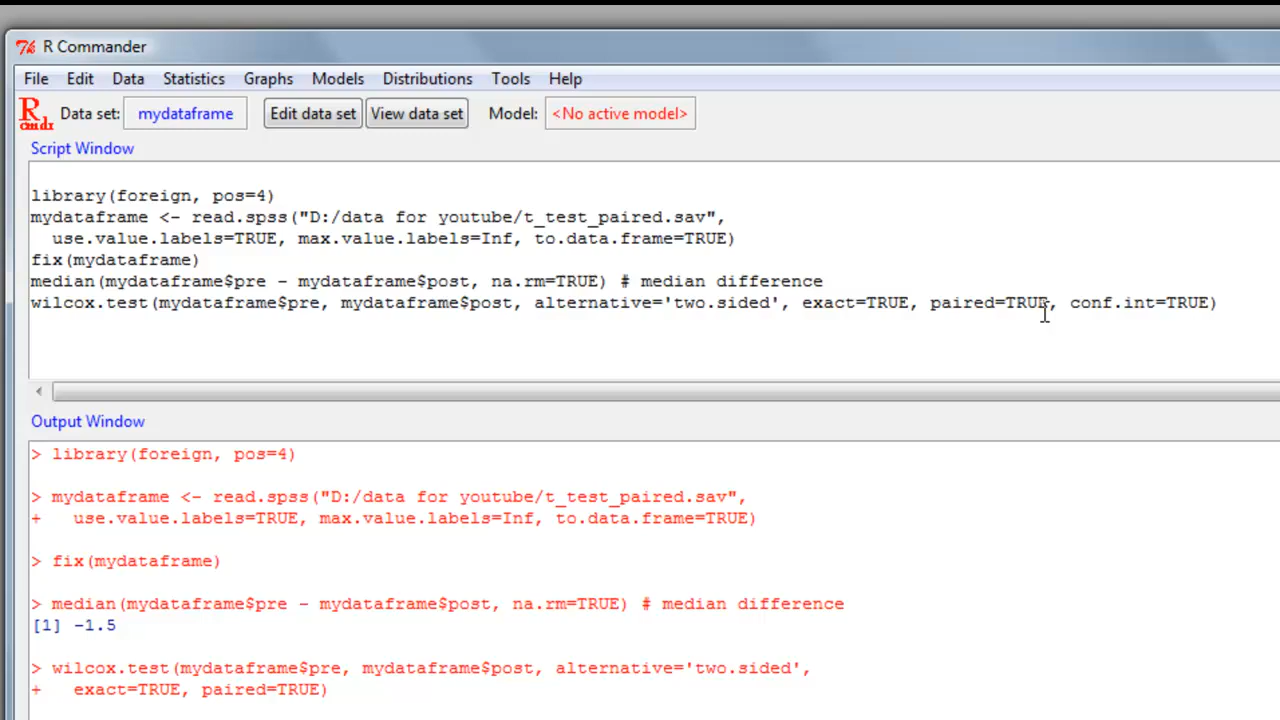 R Commander
File Edit Data Statistics Graphs Models Distributions Tools Help
R cmdr Data set: mydataframe Edit data set View data set Model: <No active model>
Script Window
library(foreign, pos=4)
mydataframe <- read.spss("D:/data for youtube/t_test_paired.sav",
  use.value.labels=TRUE, max.value.labels=Inf, to.data.frame=TRUE)
fix(mydataframe)
median(mydataframe$pre - mydataframe$post, na.rm=TRUE) # median difference
wilcox.test(mydataframe$pre, mydataframe$post, alternative='two.sided', exact=TRUE, paired=TRUE, conf.int=TRUE)
Output Window
> library(foreign, pos=4)
> mydataframe <- read.spss("D:/data for youtube/t_test_paired.sav",
+   use.value.labels=TRUE, max.value.labels=Inf, to.data.frame=TRUE)
> fix(mydataframe)
> median(mydataframe$pre - mydataframe$post, na.rm=TRUE) # median difference
[1] -1.5
> wilcox.test(mydataframe$pre, mydataframe$post, alternative='two.sided',
+   exact=TRUE, paired=TRUE)